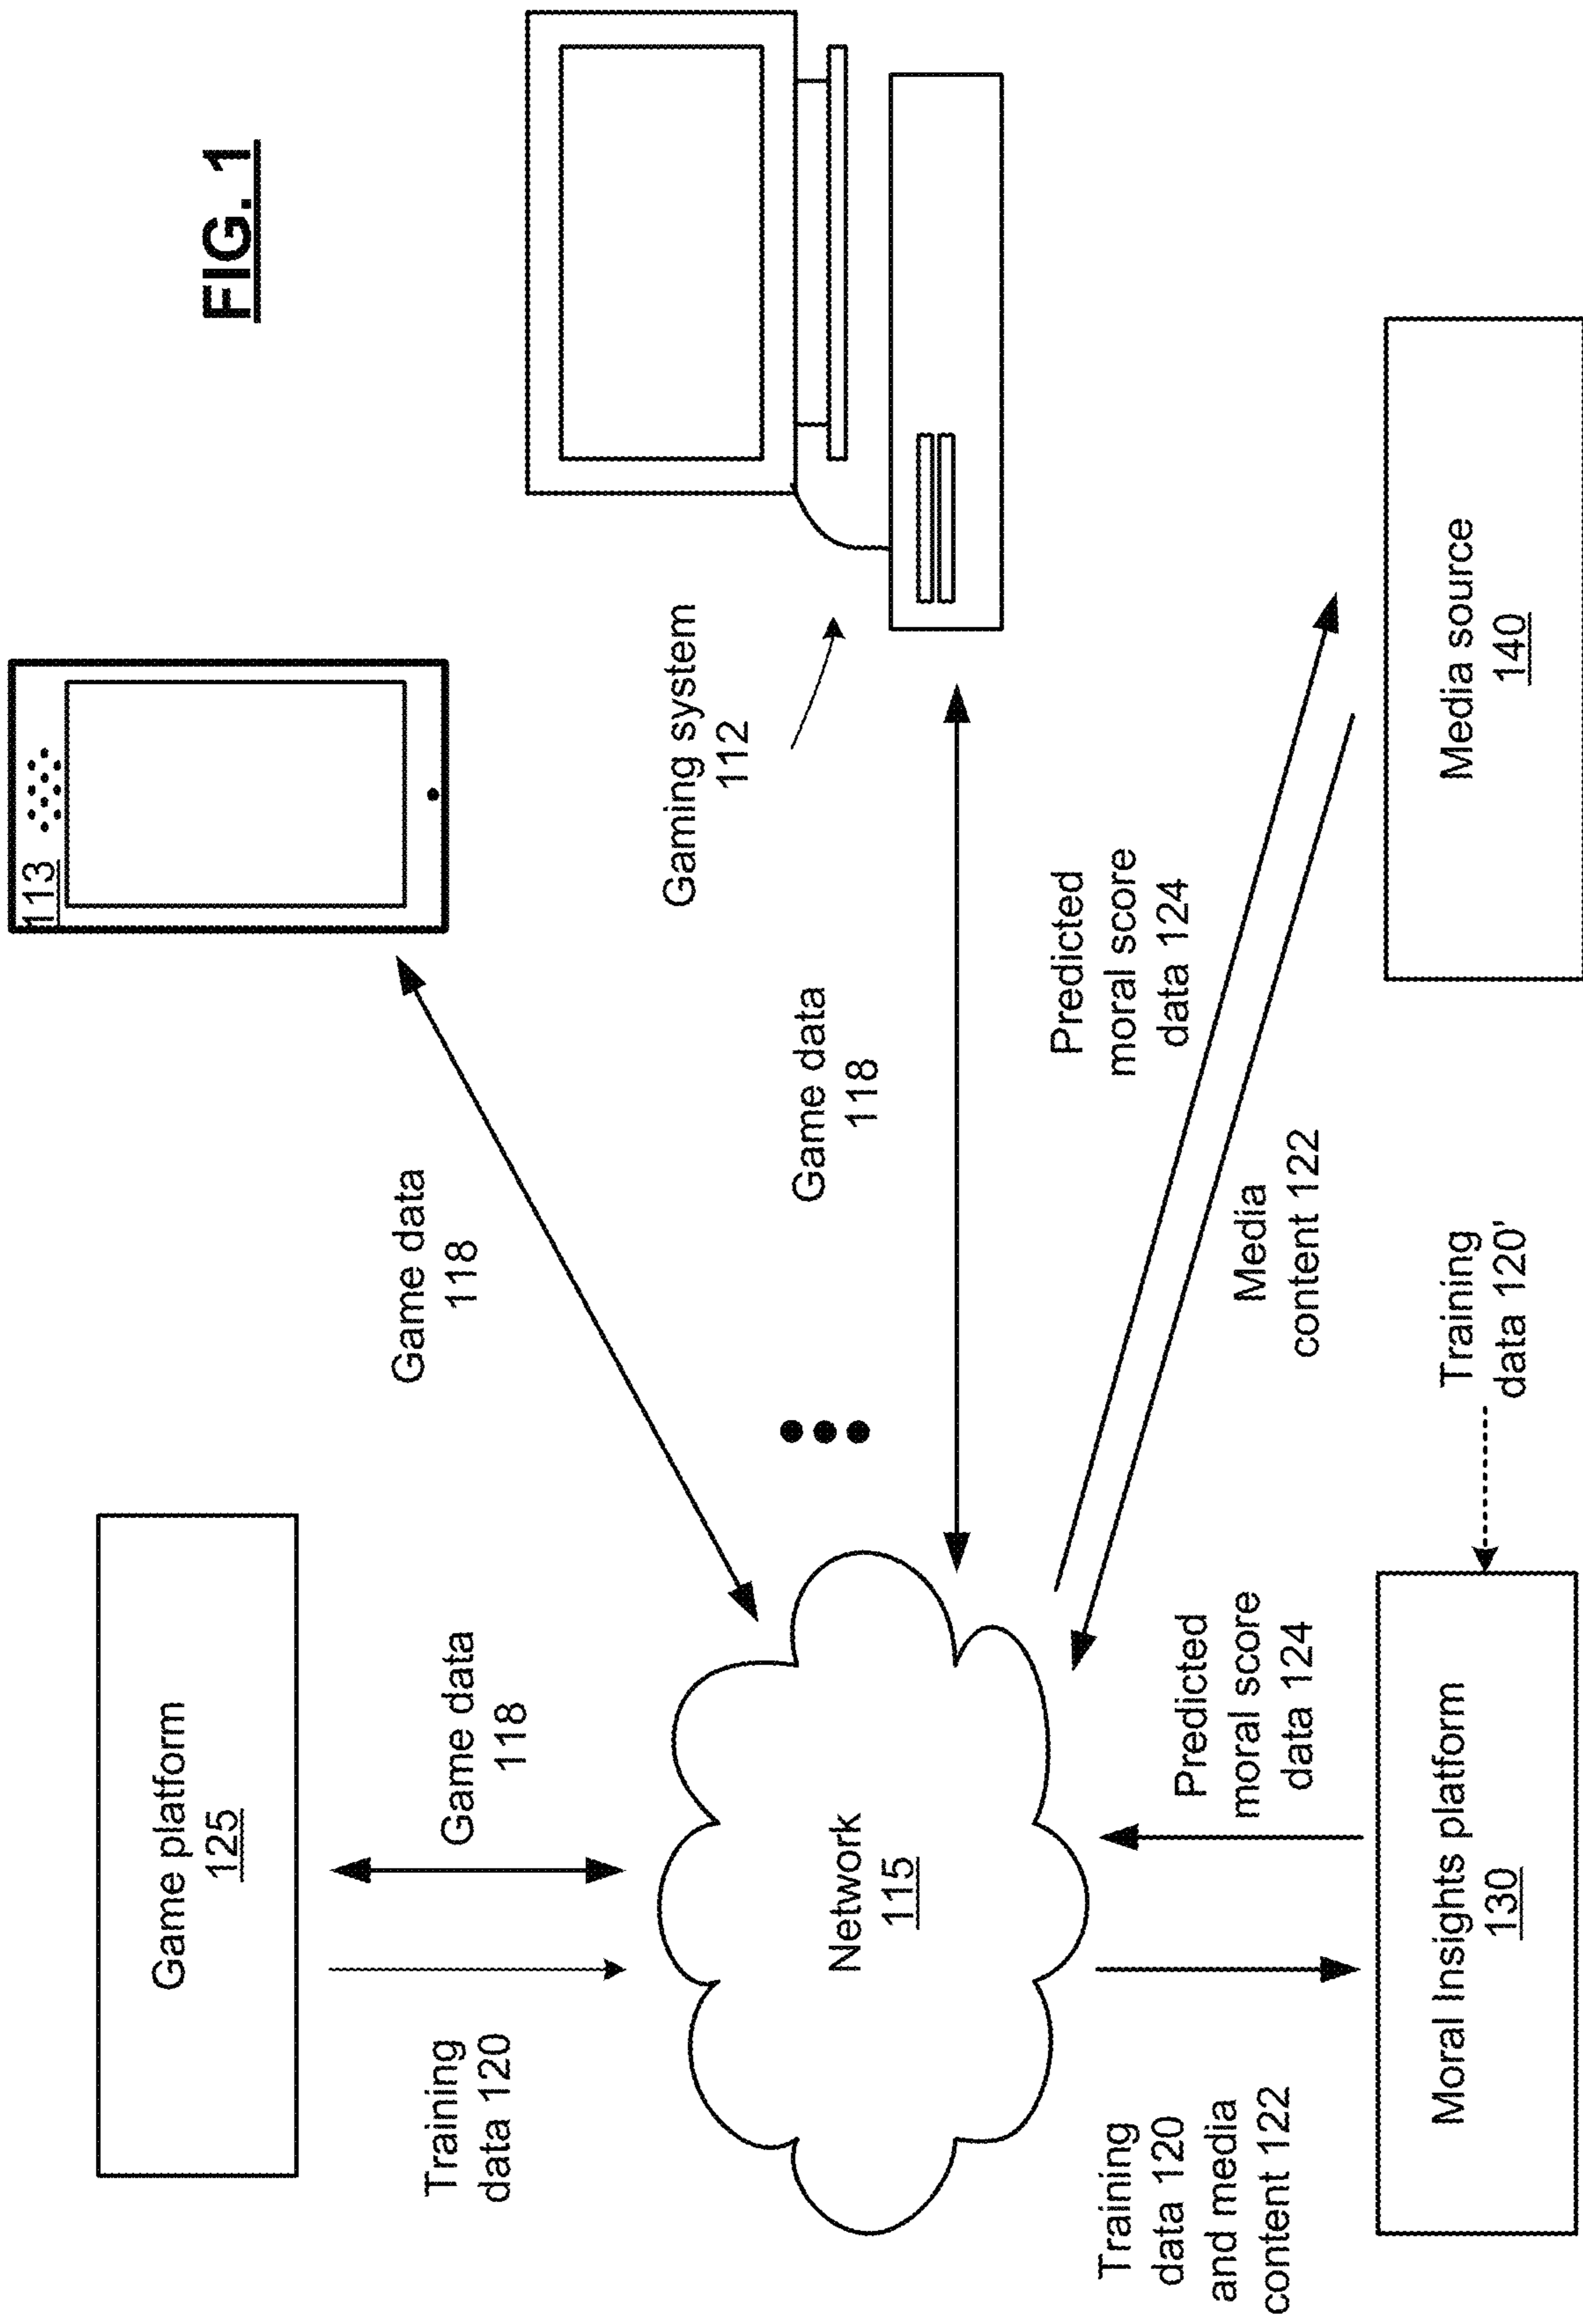 FIG. 1
Game platform
125
Game data
118
113
Training
data 120
Game data
118
Gaming system
112
Network
115
Game data
118
Predicted
moral score
data 124
Media
content 122
Training
data 120
and media
content 122
Predicted
moral score
data 124
Training
data 120'
Moral Insights platform
130
Media source
140